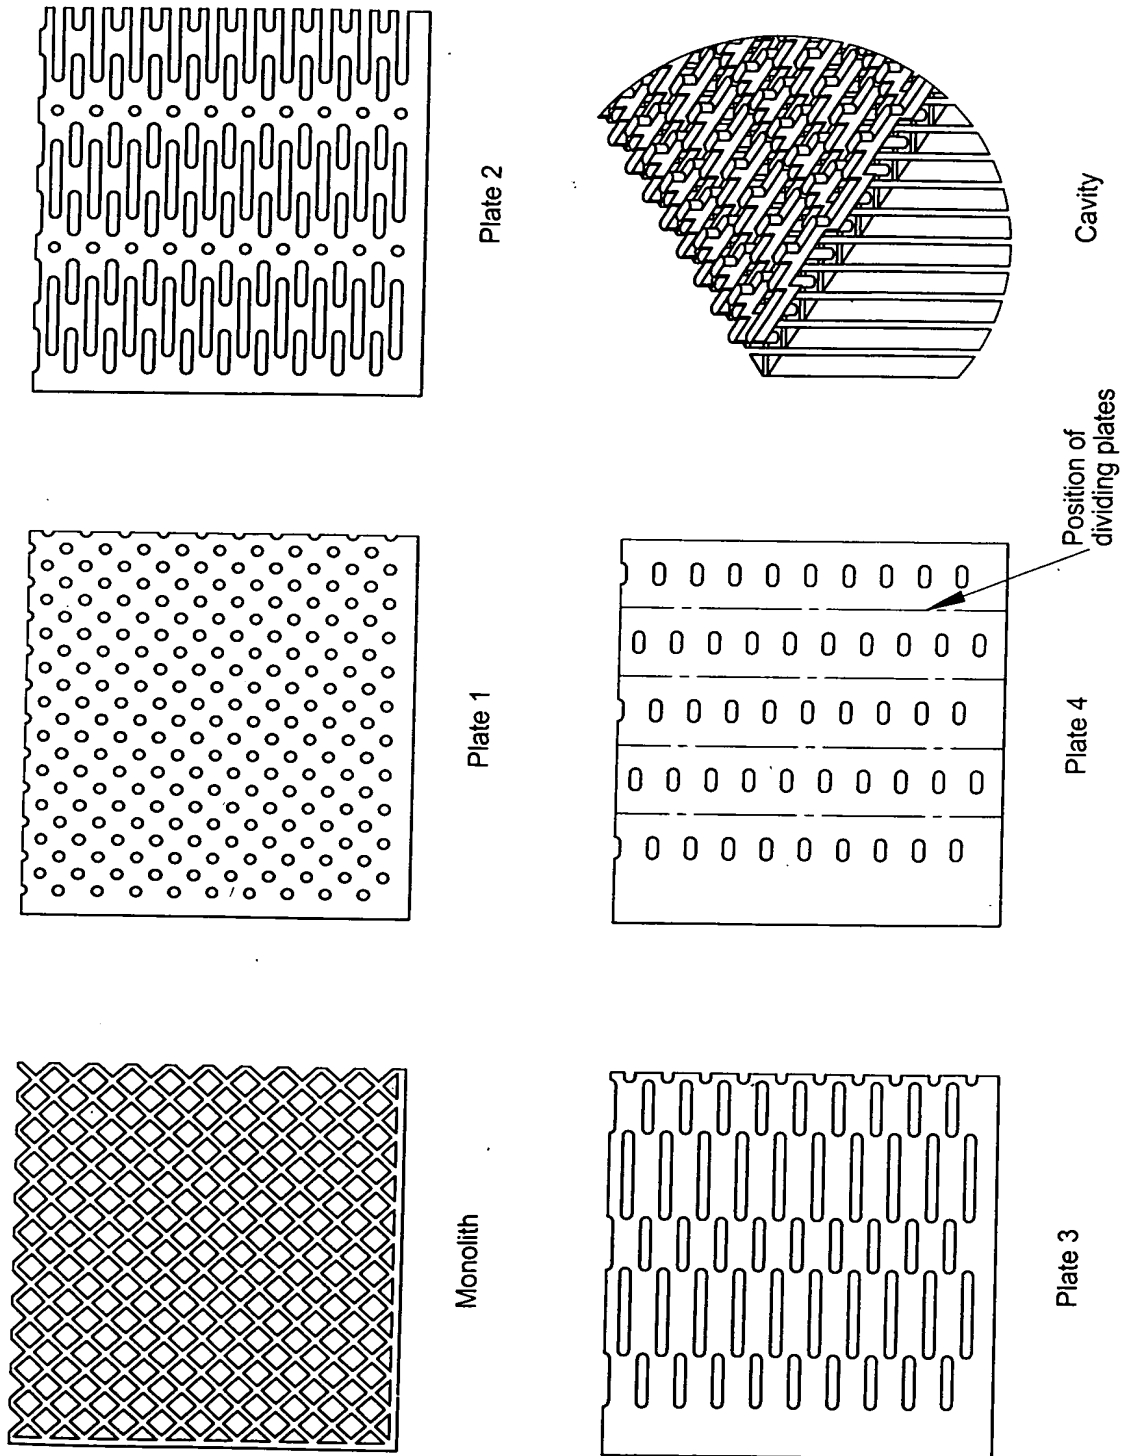 Monolith
Plate 1
Plate 2
Plate 3
Plate 4
Position of
dividing plates
Cavity